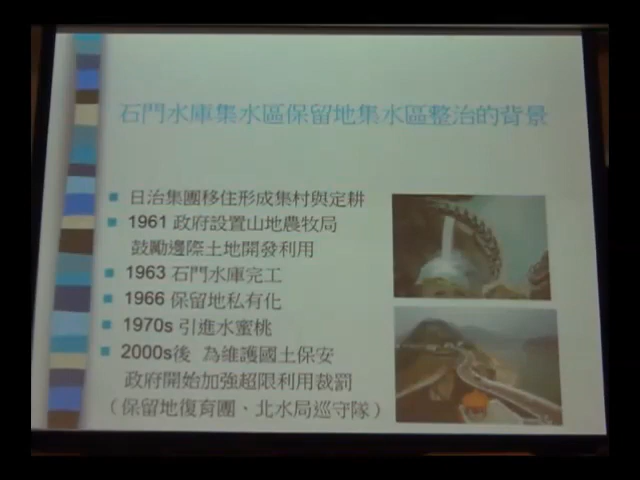 石門水庫集水區保留地集水區整治的背景
日治集團移住形成集村與定耕
1961 政府設置山地農牧局
鼓勵邊際土地開發利用
1963 石門水庫完工
1966 保留地私有化
1970s 引進水蜜桃
2000s後 為維護國土保安
政府開始加強超限利用裁罰
（保留地復育團、北水局巡守隊）